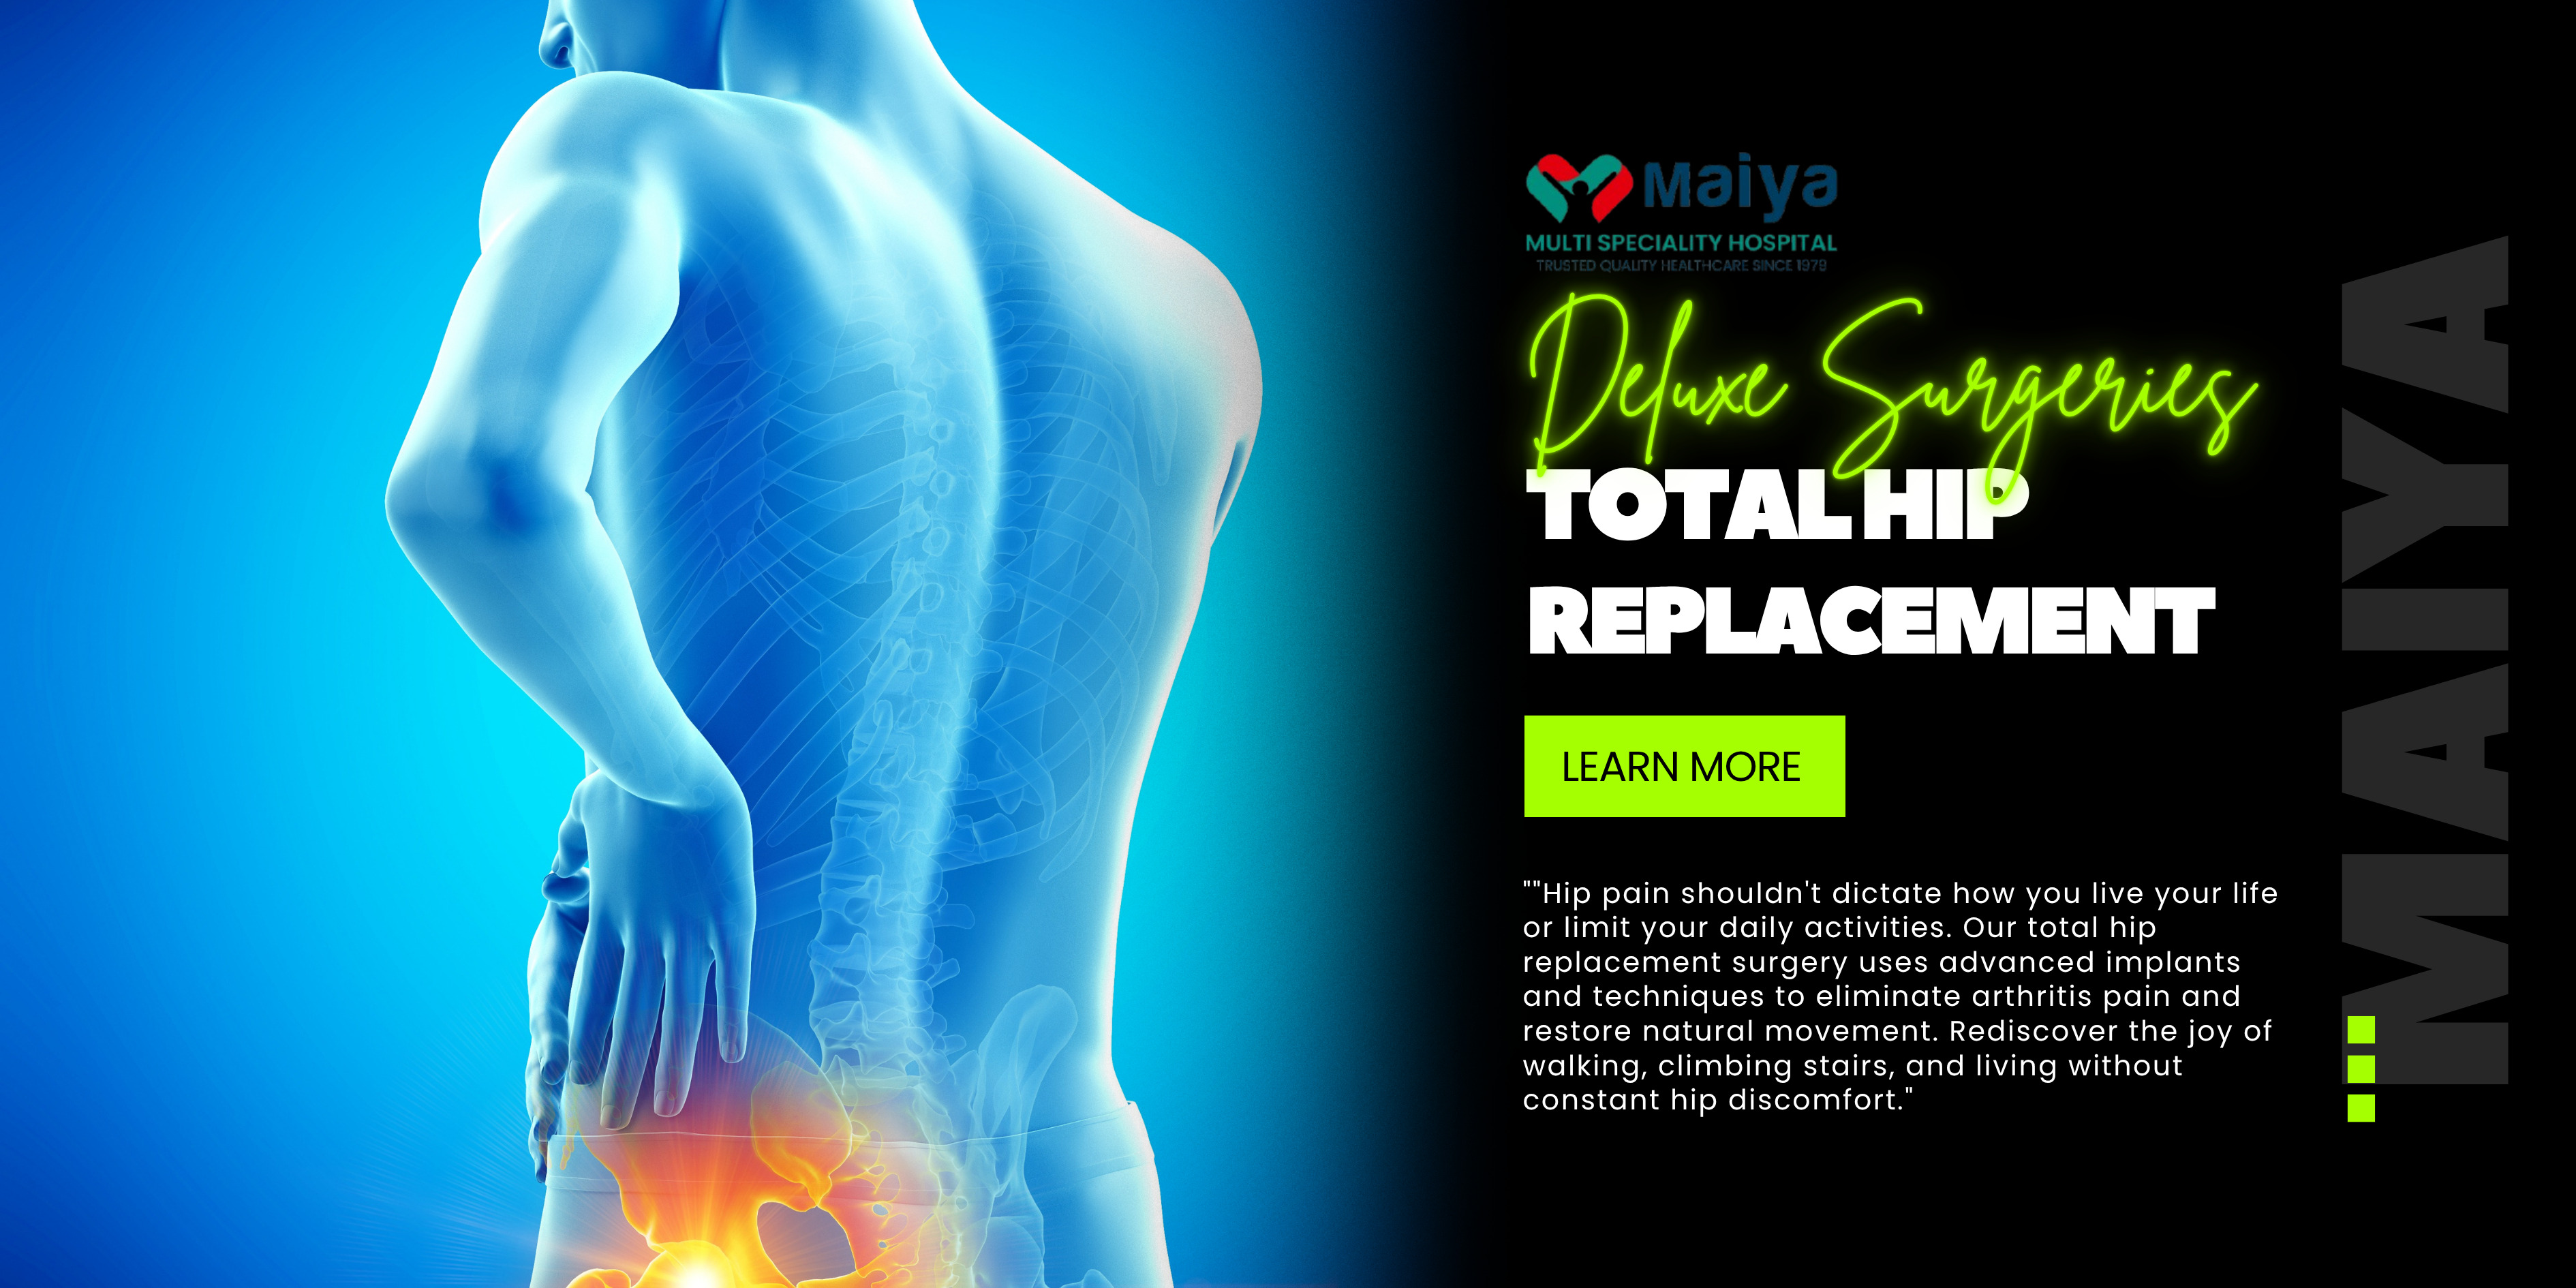 Maiya
MULTI SPECIALITY HOSPITAL
TRUSTED QUALITY HEALTHCARE SINCE 1979
Deluxe Surgeries
TOTAL HIP
REPLACEMENT
LEARN MORE
""Hip pain shouldn't dictate how you live your life
or limit your daily activities. Our total hip
replacement surgery uses advanced implants
and techniques to eliminate arthritis pain and
restore natural movement. Rediscover the joy of
walking, climbing stairs, and living without
constant hip discomfort."
MAIYA